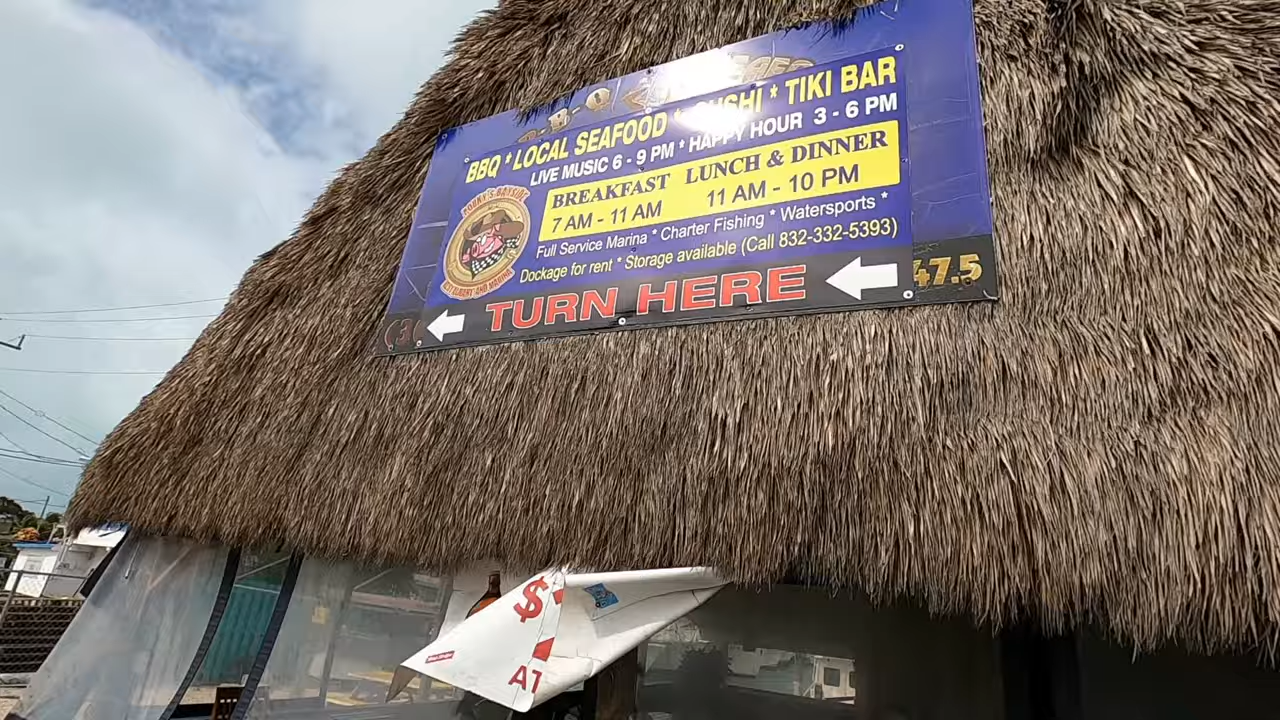 BBQ * LOCAL SEAFOOD * SUSHI * TIKI BAR
LIVE MUSIC 6 - 9 PM * HAPPY HOUR 3 - 6 PM
BREAKFAST LUNCH & DINNER
7 AM - 11 AM 11 AM - 10 PM
Full Service Marina * Charter Fishing * Watersports *
Dockage for rent * Storage available (Call 832-332-5393)
TURN HERE
47.5
$
AT